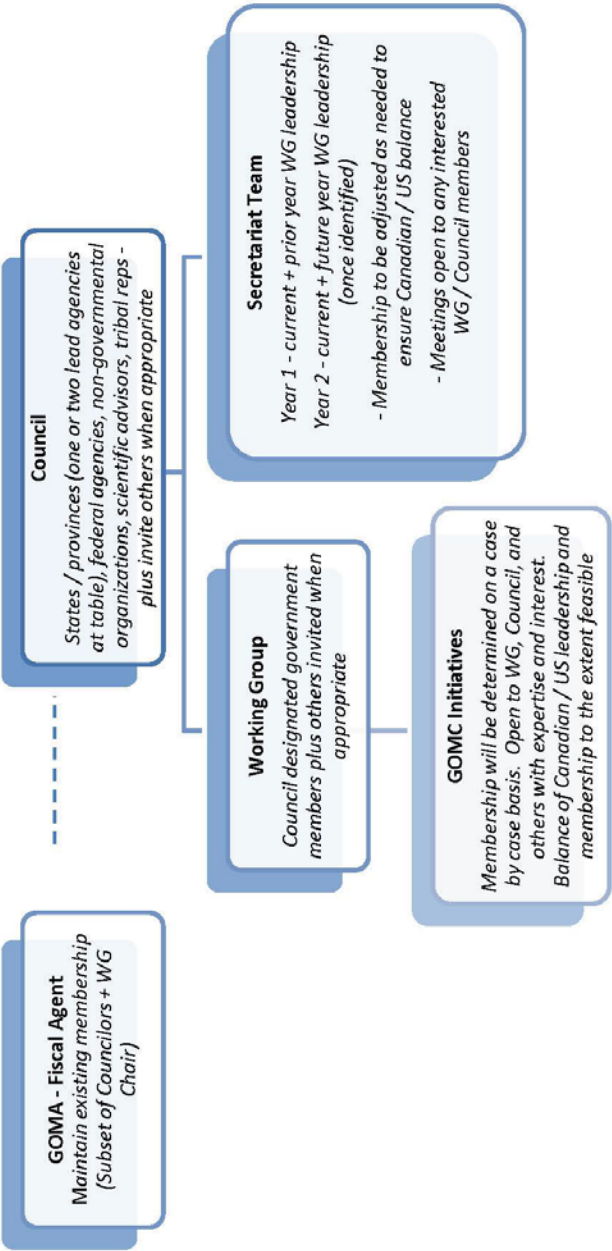 GOMA - Fiscal Agent
Maintain existing membership
(Subset of Councilors + WG
Chair)
Council
States / provinces (one or two lead agencies
at table), federal agencies, non-governmental
organizations, scientific advisors, tribal reps -
plus invite others when appropriate
Working Group
Council designated government
members plus others invited when
appropriate
Secretariat Team
Year 1 - current + prior year WG leadership
Year 2 - current + future year WG leadership
(once identified)
- Membership to be adjusted as needed to
ensure Canadian / US balance
- Meetings open to any interested
WG / Council members
GOMC Initiatives
Membership will be determined on a case
by case basis. Open to WG, Council, and
others with expertise and interest.
Balance of Canadian / US leadership and
membership to the extent feasible